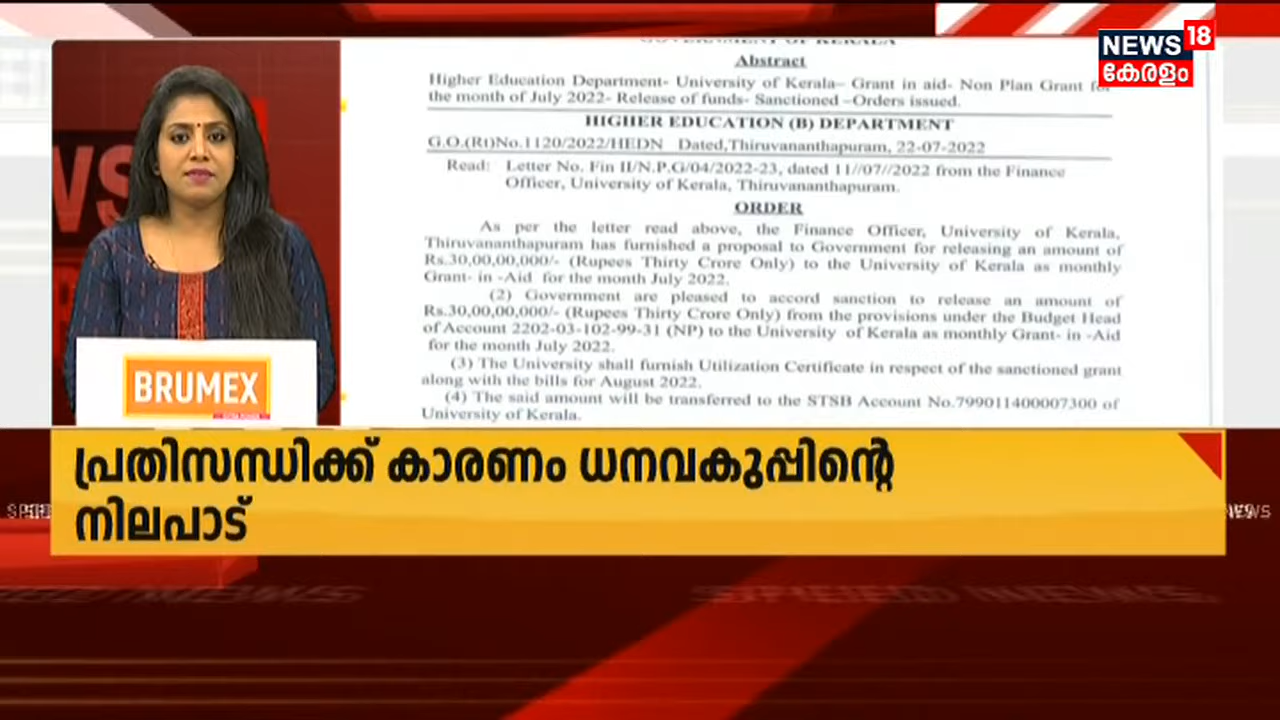 NEWS 18
കേരളം
GOVERNMENT OF KERALA
Abstract
Higher Education Department- University of Kerala– Grant in aid- Non Plan Grant for
the month of July 2022- Release of funds- Sanctioned –Orders issued.
HIGHER EDUCATION (B) DEPARTMENT
G.O.(Rt)No.1120/2022/HEDN Dated,Thiruvananthapuram, 22-07-2022
Read: Letter No. Fin II/N.P.G/04/2022-23, dated 11//07//2022 from the Finance
Officer, University of Kerala, Thiruvananthapuram.
ORDER
As per the letter read above, the Finance Officer, University of Kerala,
Thiruvananthapuram has furnished a proposal to Government for releasing an amount of
Rs.30,00,00,000/- (Rupees Thirty Crore Only) to the University of Kerala as monthly
Grant- in -Aid for the month July 2022.
(2) Government are pleased to accord sanction to release an amount of
Rs.30,00,00,000/- (Rupees Thirty Crore Only) from the provisions under the Budget Head
of Account 2202-03-102-99-31 (NP) to the University of Kerala as monthly Grant- in -Aid
for the month July 2022.
(3) The University shall furnish Utilization Certificate in respect of the sanctioned grant
along with the bills for August 2022.
(4) The said amount will be transferred to the STSB Account No.799011400007300 of
University of Kerala.
BRUMEX
പ്രതിസന്ധിക്ക് കാരണം ധനവകുപ്പിന്റെ
നിലപാട്